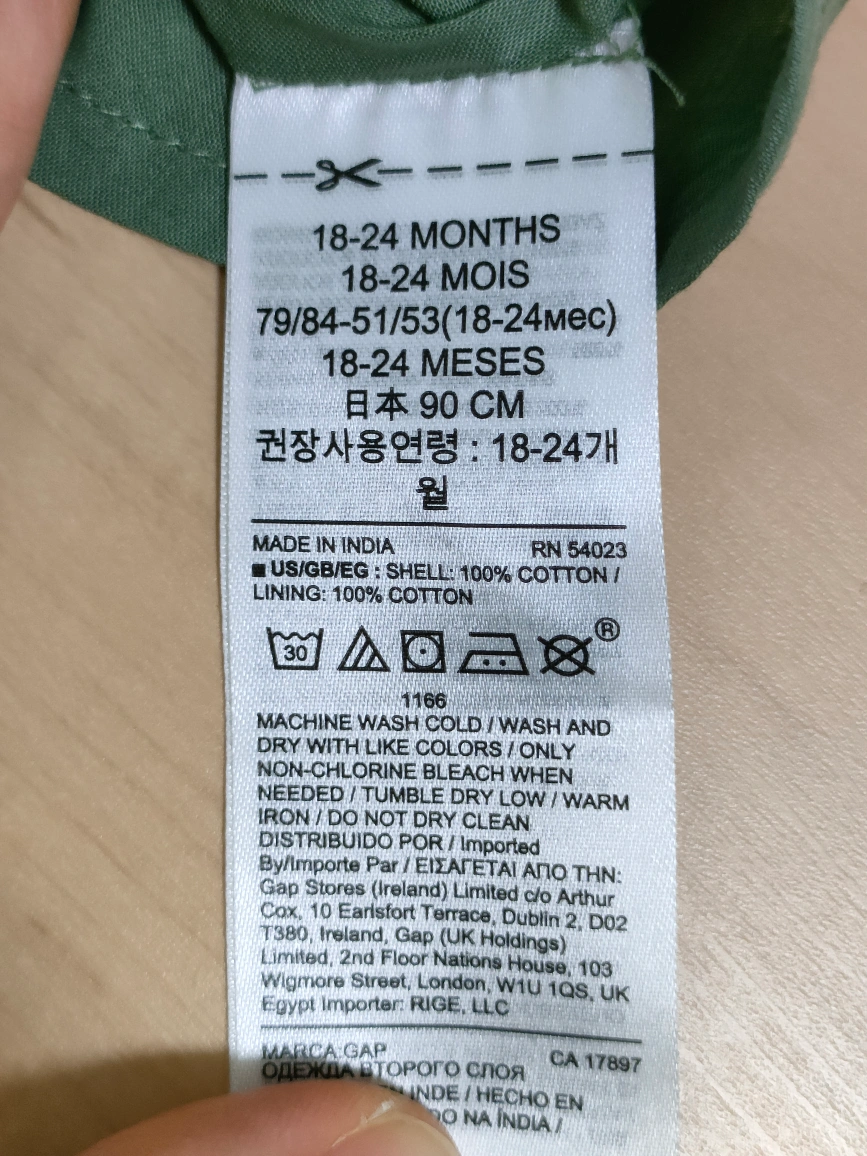 18-24 MONTHS
18-24 MOIS
79/84-51/53(18-24мес)
18-24 MESES
日本 90 CM
권장사용연령 : 18-24개
월
MADE IN INDIA RN 54023
■ US/GB/EG : SHELL: 100% COTTON /
LINING: 100% COTTON
30 ®
1166
MACHINE WASH COLD / WASH AND
DRY WITH LIKE COLORS / ONLY
NON-CHLORINE BLEACH WHEN
NEEDED / TUMBLE DRY LOW / WARM
IRON / DO NOT DRY CLEAN
DISTRIBUIDO POR / Imported
By/Importe Par / ΕΙΣΑΓΕΤΑΙ ΑΠΟ ΤΗΝ:
Gap Stores (Ireland) Limited c/o Arthur
Cox, 10 Earlsfort Terrace, Dublin 2, D02
T380, Ireland, Gap (UK Holdings)
Limited, 2nd Floor Nations House, 103
Wigmore Street, London, W1U 1QS, UK
Egypt Importer: RIGE, LLC
MARCA GAP CA 17897
ОДЕЖДА ВТОРОГО СЛОЯ
INDE / HECHO EN
NA ÍNDIA /